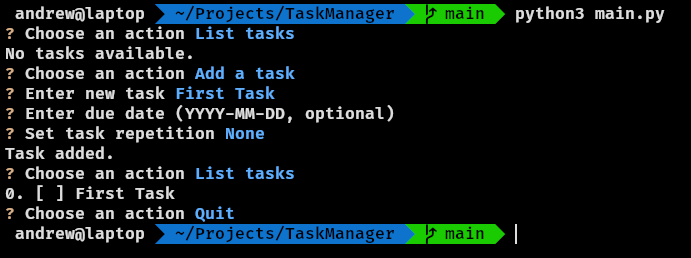 andrew@laptop ~/Projects/TaskManager main python3 main.py
? Choose an action List tasks
No tasks available.
? Choose an action Add a task
? Enter new task First Task
? Enter due date (YYYY-MM-DD, optional)
? Set task repetition None
Task added.
? Choose an action List tasks
0. [ ] First Task
? Choose an action Quit
andrew@laptop ~/Projects/TaskManager main